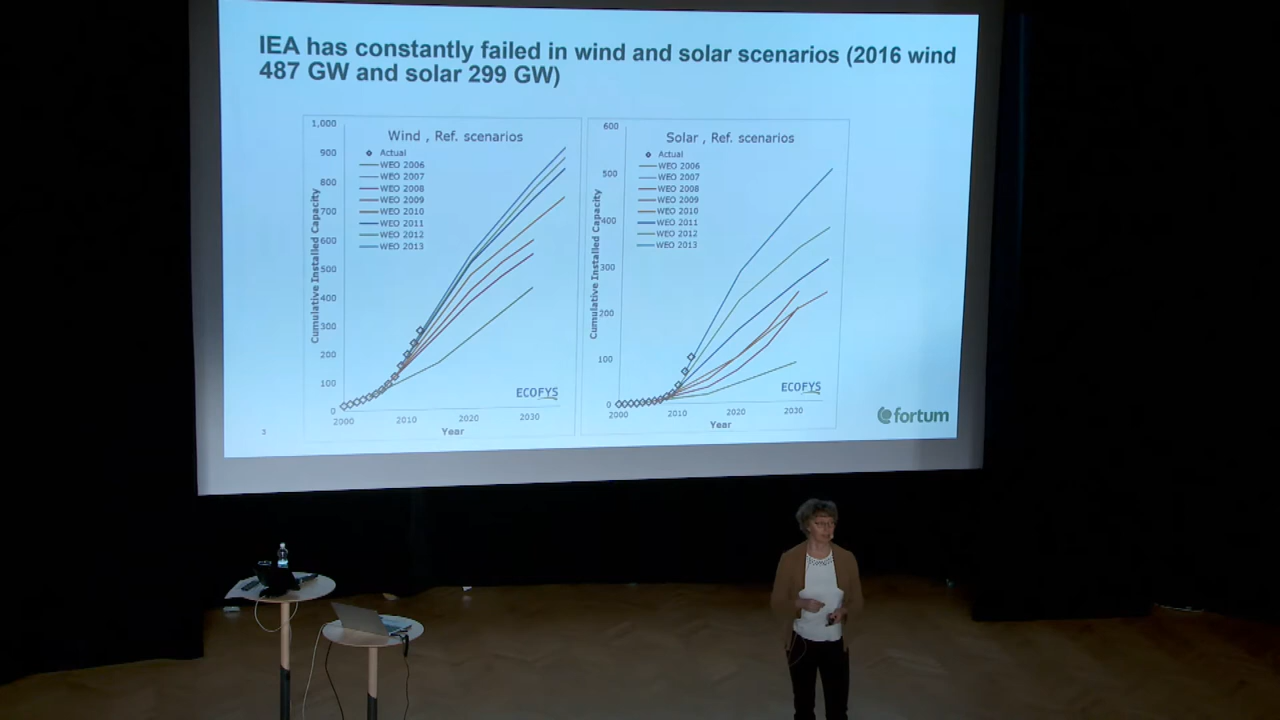 IEA has constantly failed in wind and solar scenarios (2016 wind
487 GW and solar 299 GW)
Wind , Ref. scenarios
Actual
WEO 2006
WEO 2007
WEO 2008
WEO 2009
WEO 2010
WEO 2011
WEO 2012
WEO 2013
Cumulative Installed Capacity
1,000
900
800
700
600
500
400
300
200
100
0
2000
2010
2020
2030
Year
ECOFYS
Solar , Ref. scenarios
Actual
WEO 2006
WEO 2007
WEO 2008
WEO 2009
WEO 2010
WEO 2011
WEO 2012
WEO 2013
Cumulative Installed Capacity
600
500
400
300
200
100
0
2000
2010
2020
2030
Year
ECOFYS
3
fortum